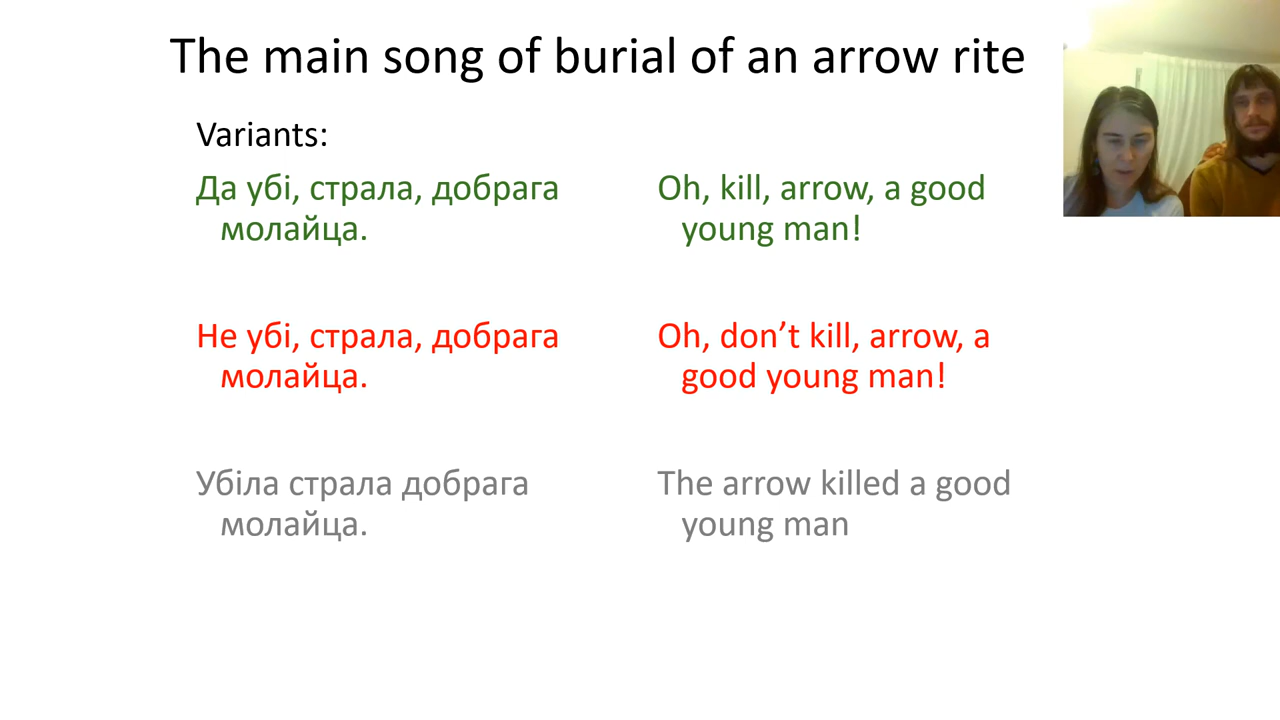 The main song of burial of an arrow rite
Variants:
Да убі, страла, добрага
молайца.
Oh, kill, arrow, a good
young man!
Не убі, страла, добрага
молайца.
Oh, don’t kill, arrow, a
good young man!
Убіла страла добрага
молайца.
The arrow killed a good
young man